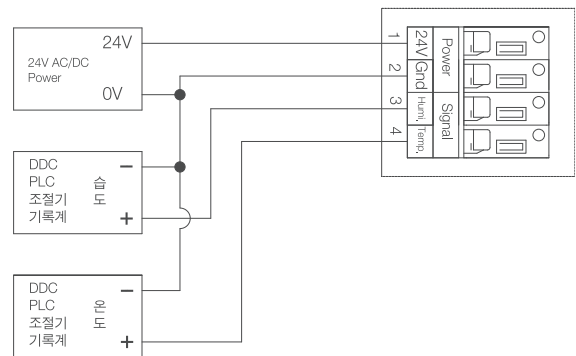 24V
24V AC/DC
Power
0V
DDC
PLC
조절기
기록계
습
도
−
+
DDC
PLC
조절기
기록계
온
도
−
+
1
2
3
4
24V
Gnd
Humi.
Temp.
Power
Signal